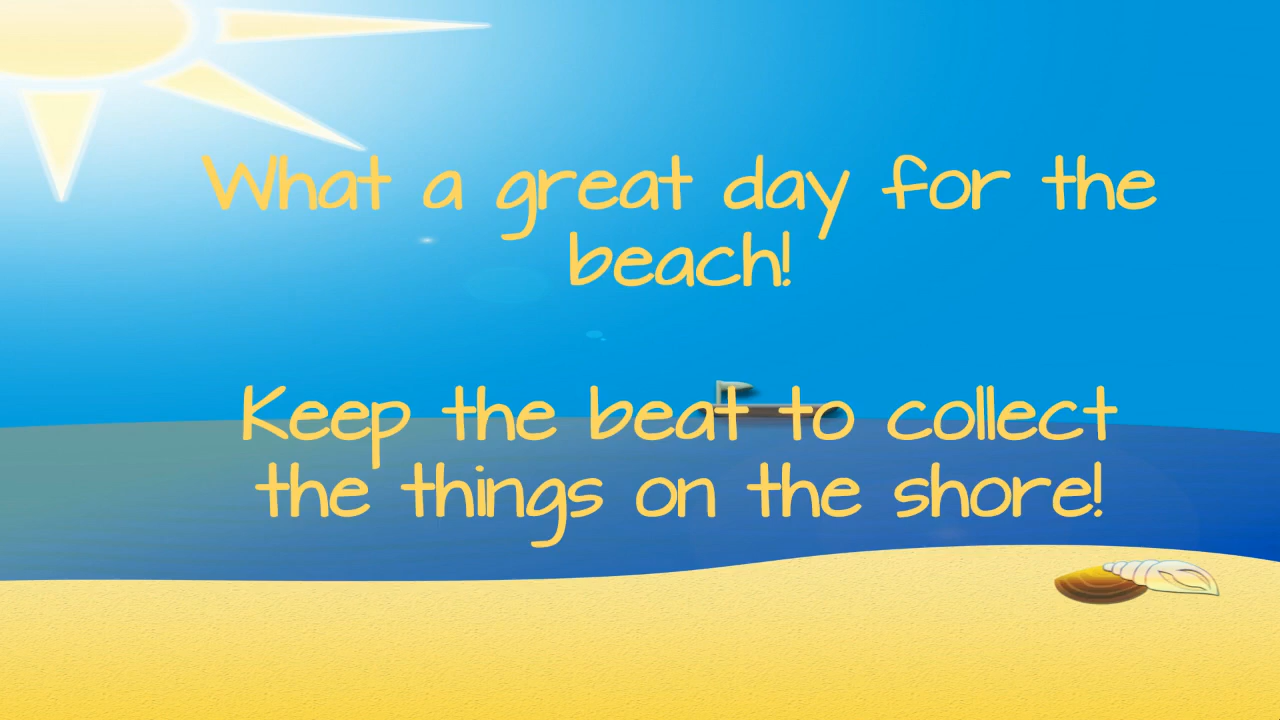 What a great day for the
beach!
Keep the beat to collect
the things on the shore!